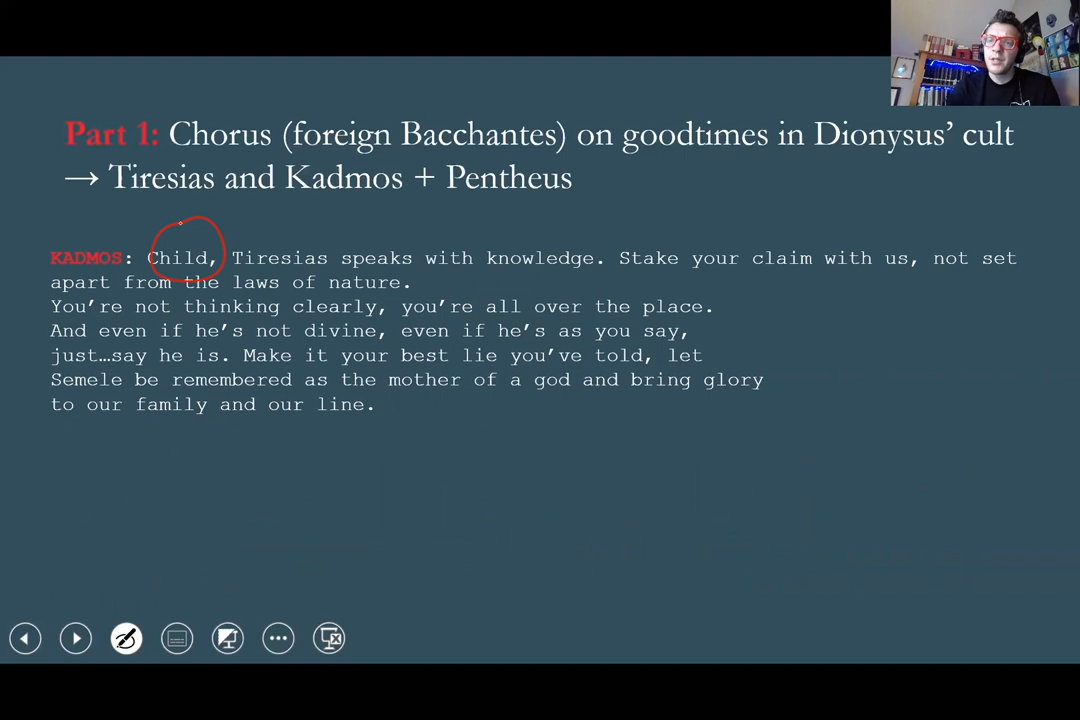 Part 1: Chorus (foreign Bacchantes) on goodtimes in Dionysus’ cult
→ Tiresias and Kadmos + Pentheus
KADMOS: Child, Tiresias speaks with knowledge. Stake your claim with us, not set
apart from the laws of nature.
You’re not thinking clearly, you’re all over the place.
And even if he’s not divine, even if he’s as you say,
just…say he is. Make it your best lie you’ve told, let
Semele be remembered as the mother of a god and bring glory
to our family and our line.